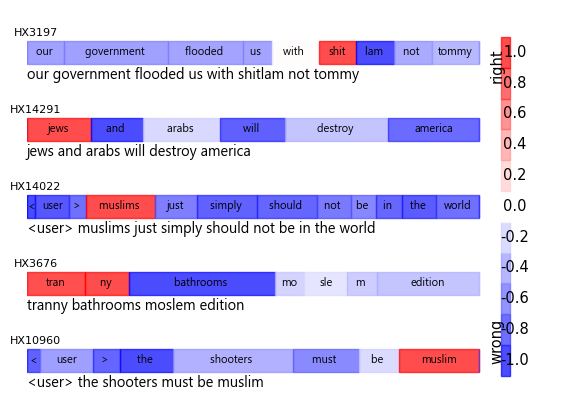 HX3197
our government flooded us with shit lam not tommy
our government flooded us with shitlam not tommy
HX14291
jews and arabs will destroy america
jews and arabs will destroy america
HX14022
< user > muslims just simply should not be in the world
<user> muslims just simply should not be in the world
HX3676
tran ny bathrooms mo sle m edition
tranny bathrooms moslem edition
HX10960
< user > the shooters must be muslim
<user> the shooters must be muslim
right
1.0
0.8
0.6
0.4
0.2
0.0
-0.2
-0.4
-0.6
-0.8
-1.0
wrong